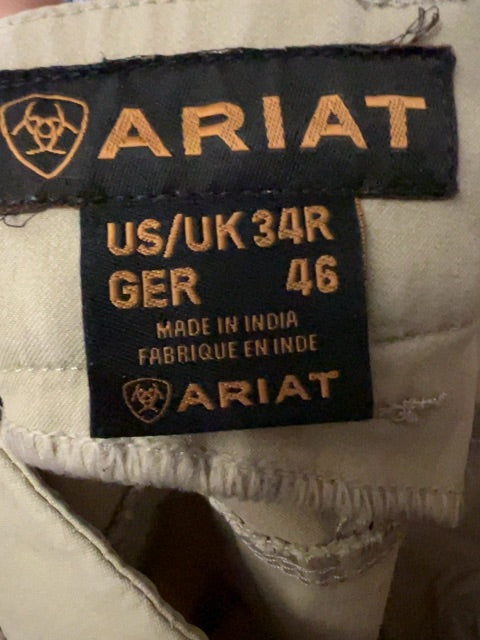 ARIAT
US/UK 34R
GER 46
MADE IN INDIA
FABRIQUE EN INDE
ARIAT